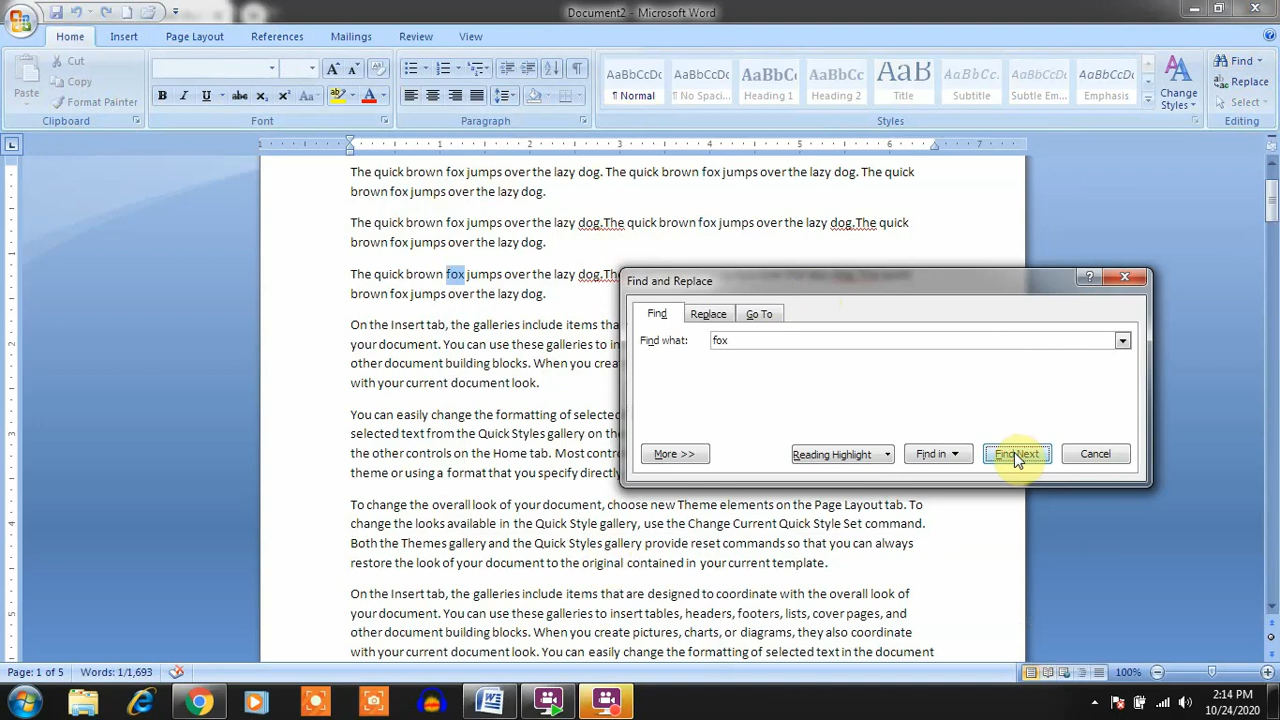 Document2 - Microsoft Word
Home Insert Page Layout References Mailings Review View
Paste
Cut
Copy
Format Painter
Clipboard
Font
Paragraph
AaBbCcDc AaBbCcDc AaBbC AaBbCc AaB AaBbCc AaBbCcDc AaBbCcDc
¶ Normal ¶ No Spaci... Heading 1 Heading 2 Title Subtitle Subtle Em... Emphasis
Change Styles
Styles
Find
Replace
Select
Editing
1 1 2 3 4 5 6 7
The quick brown fox jumps over the lazy dog. The quick brown fox jumps over the lazy dog. The quick
brown fox jumps over the lazy dog.
The quick brown fox jumps over the lazy dog.The quick brown fox jumps over the lazy dog.The quick
brown fox jumps over the lazy dog.
The quick brown fox jumps over the lazy dog.Th
brown fox jumps over the lazy dog.
On the Insert tab, the galleries include items tha
your document. You can use these galleries to in
other document building blocks. When you crea
with your current document look.
You can easily change the formatting of selected
selected text from the Quick Styles gallery on the
the other controls on the Home tab. Most contro
theme or using a format that you specify directly
To change the overall look of your document, choose new Theme elements on the Page Layout tab. To
change the looks available in the Quick Style gallery, use the Change Current Quick Style Set command.
Both the Themes gallery and the Quick Styles gallery provide reset commands so that you can always
restore the look of your document to the original contained in your current template.
On the Insert tab, the galleries include items that are designed to coordinate with the overall look of
your document. You can use these galleries to insert tables, headers, footers, lists, cover pages, and
other document building blocks. When you create pictures, charts, or diagrams, they also coordinate
with your current document look. You can easily change the formatting of selected text in the document
Find and Replace
Find Replace Go To
Find what: fox
More >> Reading Highlight Find in Find Next Cancel
Page: 1 of 5 Words: 1/1,693 100%
2:14 PM
10/24/2020